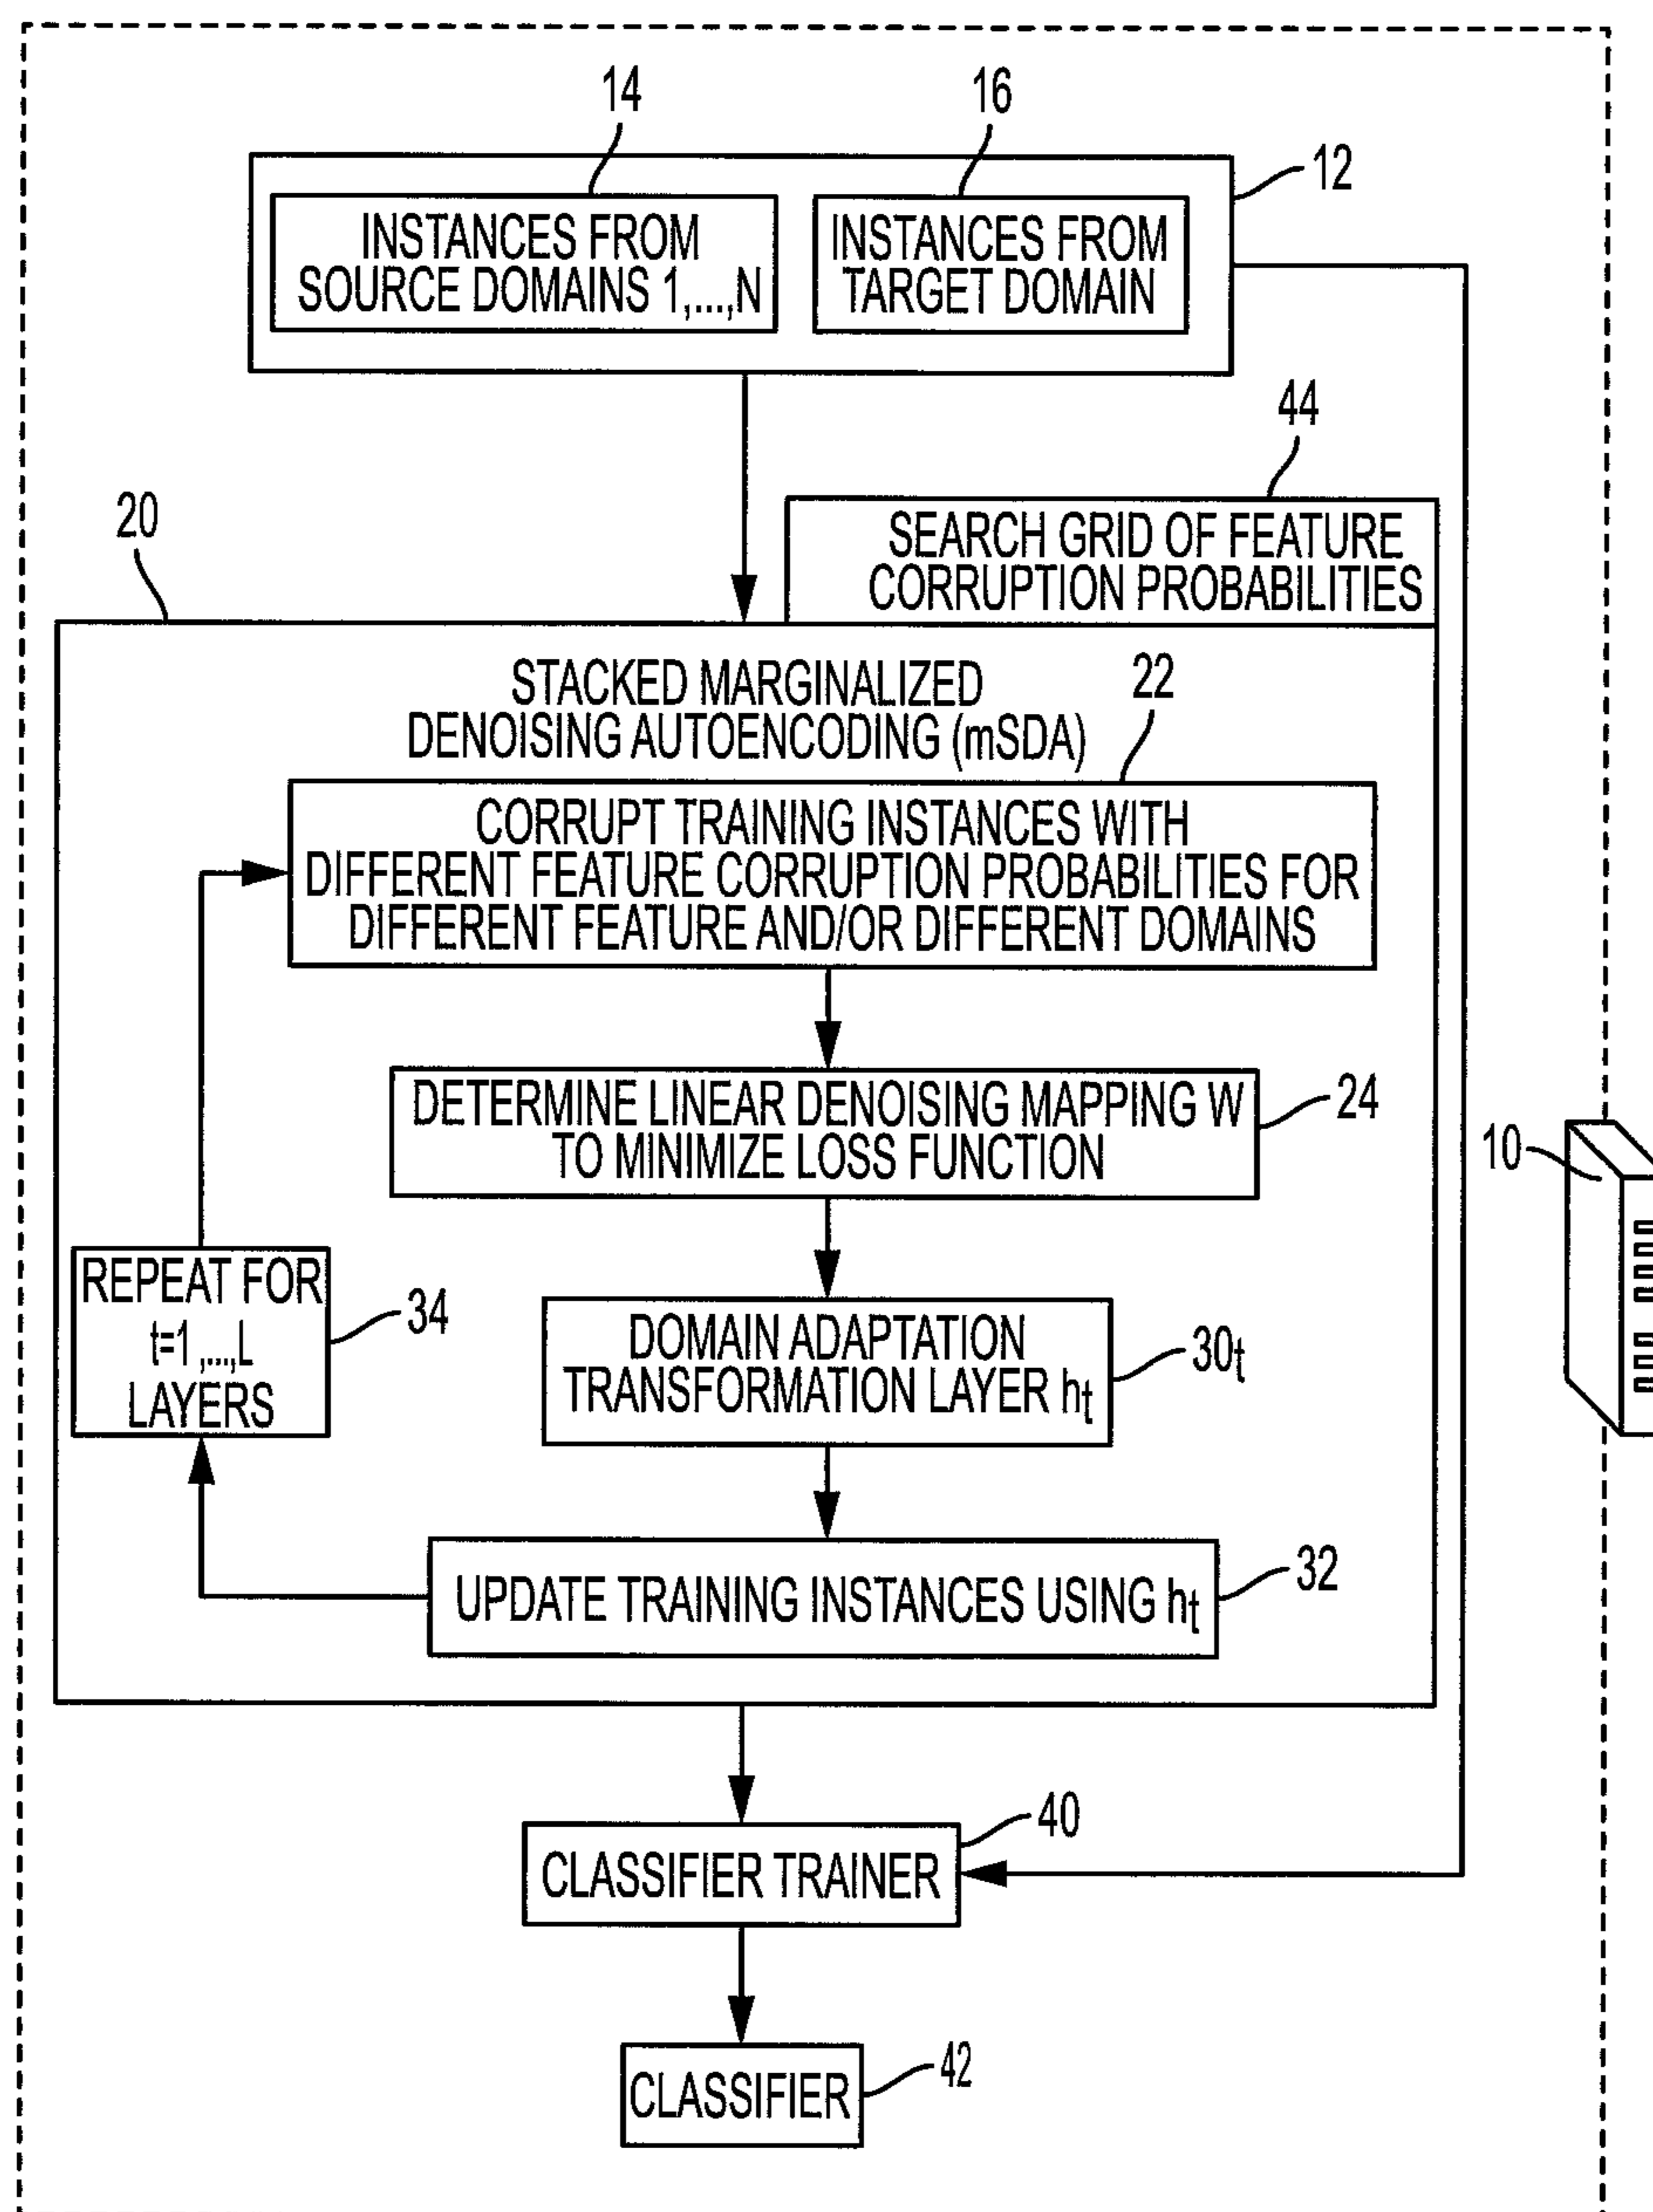 14
16
12
INSTANCES FROM
SOURCE DOMAINS 1,...,N
INSTANCES FROM
TARGET DOMAIN
44
20
SEARCH GRID OF FEATURE
CORRUPTION PROBABILITIES
STACKED MARGINALIZED
DENOISING AUTOENCODING (mSDA)
22
CORRUPT TRAINING INSTANCES WITH
DIFFERENT FEATURE CORRUPTION PROBABILITIES FOR
DIFFERENT FEATURE AND/OR DIFFERENT DOMAINS
DETERMINE LINEAR DENOISING MAPPING W
TO MINIMIZE LOSS FUNCTION
24
10
REPEAT FOR
t=1 ,...,L
LAYERS
34
DOMAIN ADAPTATION
TRANSFORMATION LAYER ht
30t
UPDATE TRAINING INSTANCES USING ht
32
CLASSIFIER TRAINER
40
CLASSIFIER
42